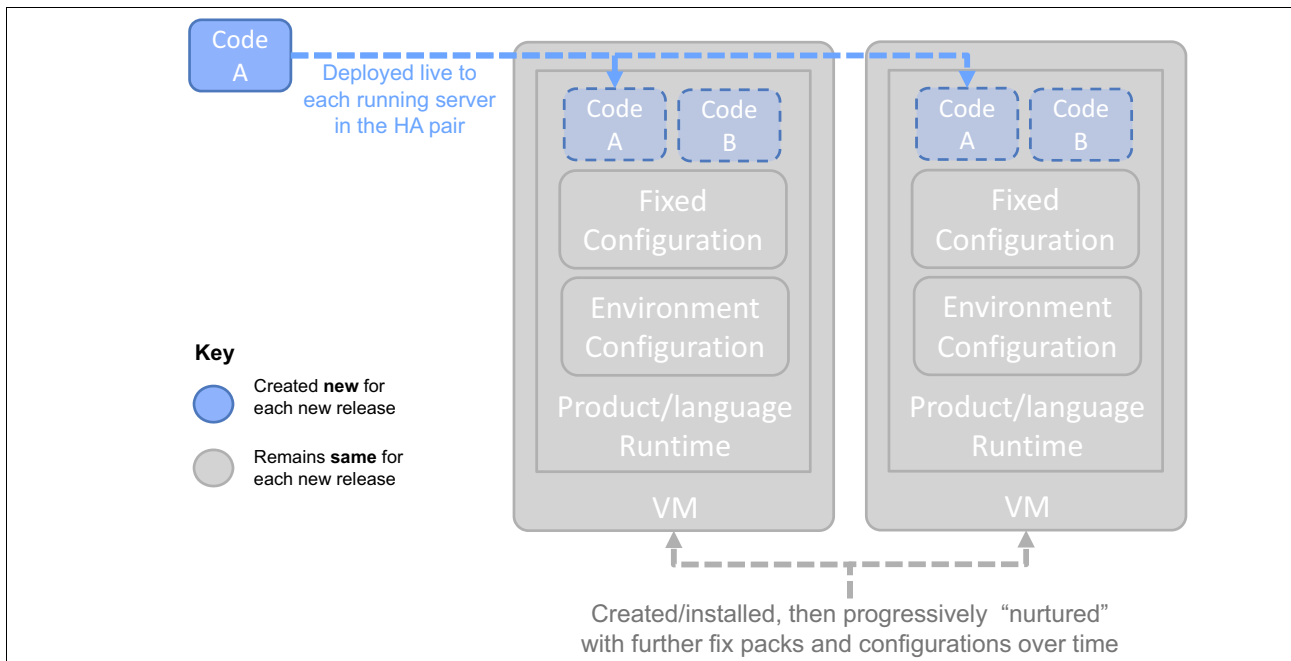 Code
A
Deployed live to
each running server
in the HA pair
Code
A
Code
B
Fixed
Configuration
Environment
Configuration
Product/language
Runtime
VM
Code
A
Code
B
Fixed
Configuration
Environment
Configuration
Product/language
Runtime
VM
Key
Created new for
each new release
Remains same for
each new release
Created/installed, then progressively “nurtured”
with further fix packs and configurations over time